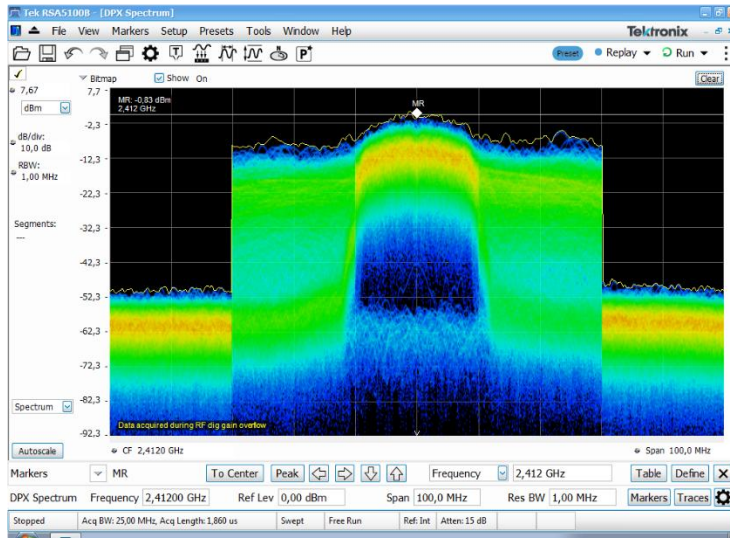 Tek RSA5100B - [DPX Spectrum]
File View Markers Setup Presets Tools Window Help
Tektronix
Preset Replay Run
Bitmap Show On Clear
7,67
dBm
dB/div:
10,0 dB
RBW:
1,00 MHz
Segments:
---
Spectrum
Autoscale
7,7
-2,3
-12,3
-22,3
-32,3
-42,3
-52,3
-62,3
-72,3
-82,3
-92,3
MR: -0,83 dBm
2,412 GHz
MR
Data acquired during RF dig gain overflow
CF 2,4120 GHz Span 100,0 MHz
Markers MR To Center Peak Frequency 2,412 GHz Table Define
DPX Spectrum Frequency 2,41200 GHz Ref Lev 0,00 dBm Span 100,0 MHz Res BW 1,00 MHz Markers Traces
Stopped Acq BW: 25,00 MHz, Acq Length: 1,860 us Swept Free Run Ref: Int Atten: 15 dB